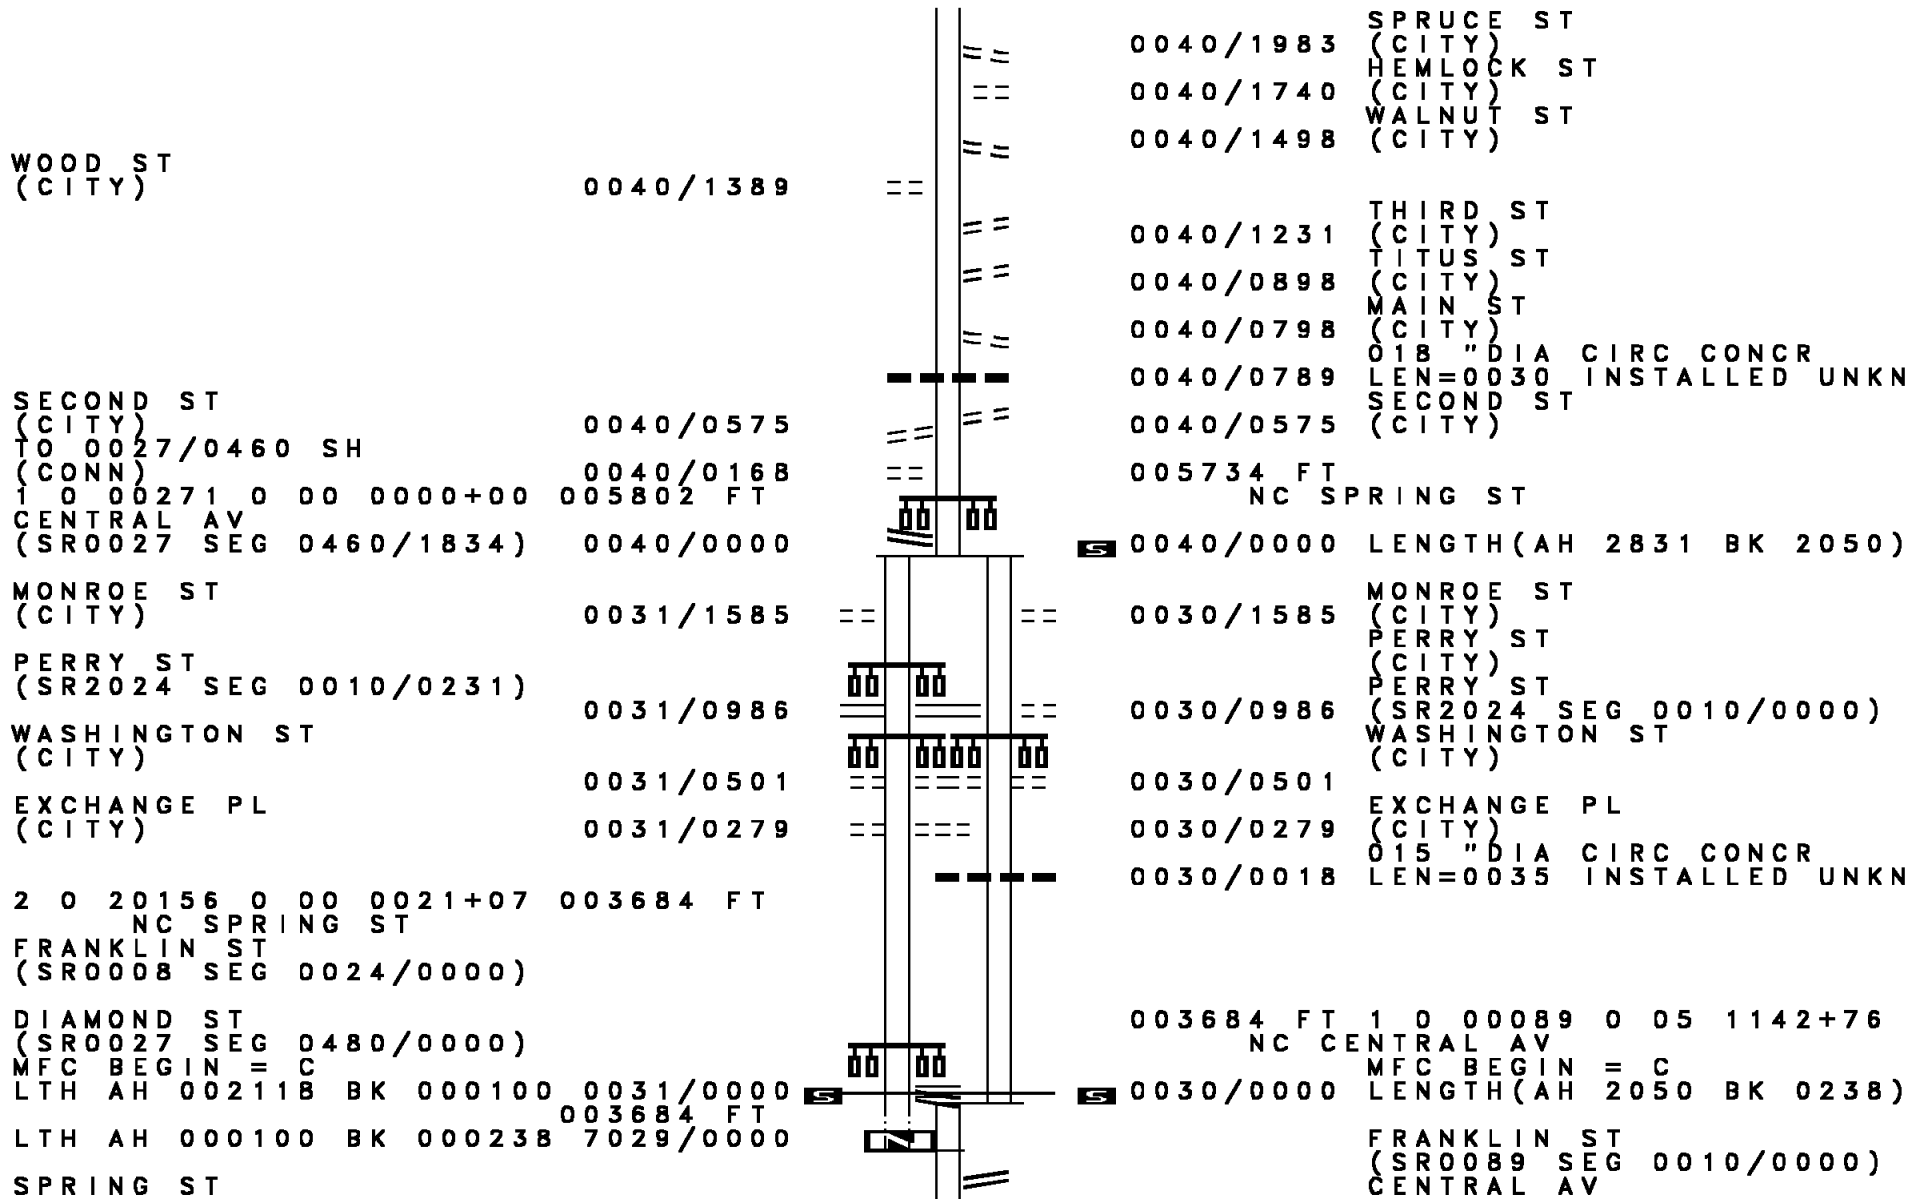 SPRUCE ST
0040/1983 (CITY)
HEMLOCK ST
0040/1740 (CITY)
WALNUT ST
0040/1498 (CITY)
WOOD ST
(CITY) 0040/1389
THIRD ST
0040/1231 (CITY)
TITUS ST
0040/0898 (CITY)
MAIN ST
0040/0798 (CITY)
018 "DIA CIRC CONCR
0040/0789 LEN=0030 INSTALLED UNKN
SECOND ST SECOND ST
(CITY) 0040/0575 0040/0575 (CITY)
TO 0027/0460 SH
(CONN) 0040/0168 005734 FT
1 0 00271 0 00 0000+00 005802 FT NC SPRING ST
CENTRAL AV
(SR0027 SEG 0460/1834) 0040/0000 S 0040/0000 LENGTH(AH 2831 BK 2050)
MONROE ST MONROE ST
(CITY) 0031/1585 0030/1585 (CITY)
PERRY ST
PERRY ST (CITY)
(SR2024 SEG 0010/0231) PERRY ST
0031/0986 0030/0986 (SR2024 SEG 0010/0000)
WASHINGTON ST WASHINGTON ST
(CITY) (CITY)
0031/0501 0030/0501
EXCHANGE PL EXCHANGE PL
(CITY) 0031/0279 0030/0279 (CITY)
015 "DIA CIRC CONCR
0030/0018 LEN=0035 INSTALLED UNKN
2 0 20156 0 00 0021+07 003684 FT
NC SPRING ST
FRANKLIN ST
(SR0008 SEG 0024/0000)
DIAMOND ST 003684 FT 1 0 00089 0 05 1142+76
(SR0027 SEG 0480/0000) NC CENTRAL AV
MFC BEGIN = C MFC BEGIN = C
LTH AH 002118 BK 000100 0031/0000 S S 0030/0000 LENGTH(AH 2050 BK 0238)
003684 FT
LTH AH 000100 BK 000238 7029/0000 N FRANKLIN ST
(SR0089 SEG 0010/0000)
SPRING ST CENTRAL AV